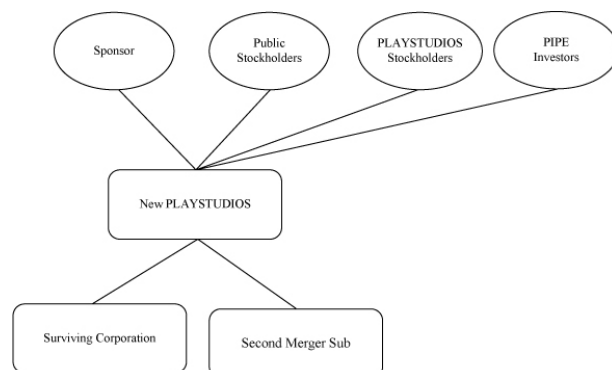 Sponsor
Public
Stockholders
PLAYSTUDIOS
Stockholders
PIPE
Investors
New PLAYSTUDIOS
Surviving Corporation
Second Merger Sub